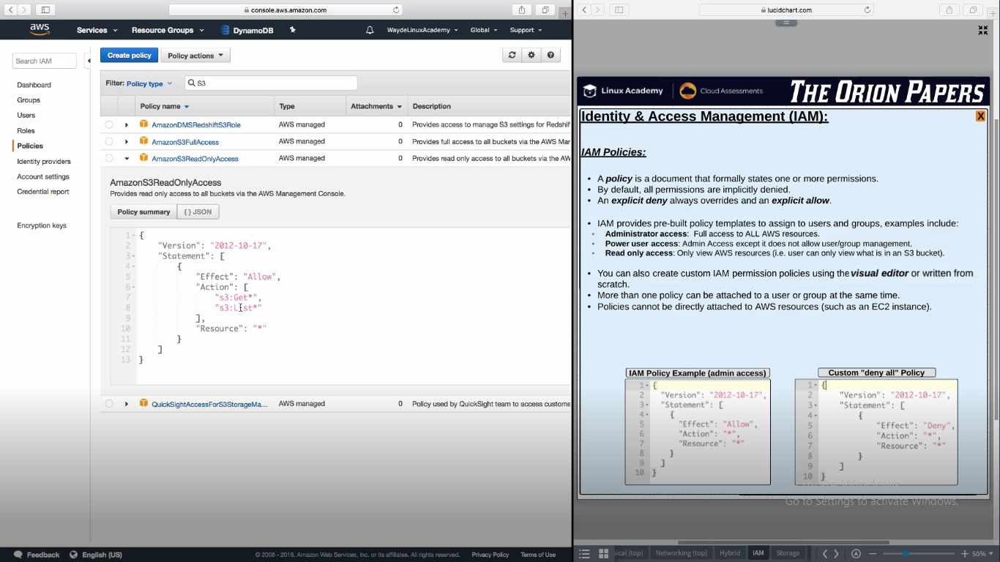 console.aws.amazon.com
aws
Services
Resource Groups
DynamoDB
WaydeLinuxAcademy
Global
Support
Search IAM
Dashboard
Groups
Users
Roles
Policies
Identity providers
Account settings
Credential report
Encryption keys
Create policy
Policy actions
Filter: Policy type
S3
Policy name
Type
Attachments
Description
AmazonDMSRedshiftS3Role AWS managed 0 Provides access to manage S3 settings for Redshif
AmazonS3FullAccess AWS managed 0 Provides full access to all buckets via the AWS Mar
AmazonS3ReadOnlyAccess AWS managed 0 Provides read only access to all buckets via the AW
AmazonS3ReadOnlyAccess
Provides read only access to all buckets via the AWS Management Console.
Policy summary
{ } JSON
1 {
2 "Version": "2012-10-17",
3 "Statement": [
4 {
5 "Effect": "Allow",
6 "Action": [
7 "s3:Get*",
8 "s3:List*"
9 ],
10 "Resource": "*"
11 }
12 ]
13 }
QuickSightAccessForS3StorageMa... AWS managed 0 Policy used by QuickSight team to access custome
Feedback
English (US)
© 2008 - 2018, Amazon Web Services, Inc. or its affiliates. All rights reserved.
Privacy Policy
Terms of Use
lucidchart.com
Linux Academy
Cloud Assessments
THE ORION PAPERS
Identity & Access Management (IAM):
X
IAM Policies:
• A policy is a document that formally states one or more permissions.
• By default, all permissions are implicitly denied.
• An explicit deny always overrides and an explicit allow.
• IAM provides pre-built policy templates to assign to users and groups, examples include:
◦ Administrator access: Full access to ALL AWS resources.
◦ Power user access: Admin Access except it does not allow user/group management.
◦ Read only access: Only view AWS resources (i.e. user can only view what is in an S3 bucket).
• You can also create custom IAM permission policies using the visual editor or written from
scratch.
• More than one policy can be attached to a user or group at the same time.
• Policies cannot be directly attached to AWS resources (such as an EC2 instance).
IAM Policy Example (admin access)
1 {
2 "Version": "2012-10-17",
3 "Statement": [
4 {
5 "Effect": "Allow",
6 "Action": "*",
7 "Resource": "*"
8 }
9 ]
10 }
Custom "deny all" Policy
1 {
2 "Version": "2012-10-17",
3 "Statement": [
4 {
5 "Effect": "Deny",
6 "Action": "*",
7 "Resource": "*"
8 }
9 ]
10 }
Go to Settings to activate Windows.
ical (top)
Networking (top)
Hybrid
IAM
Storage
50%